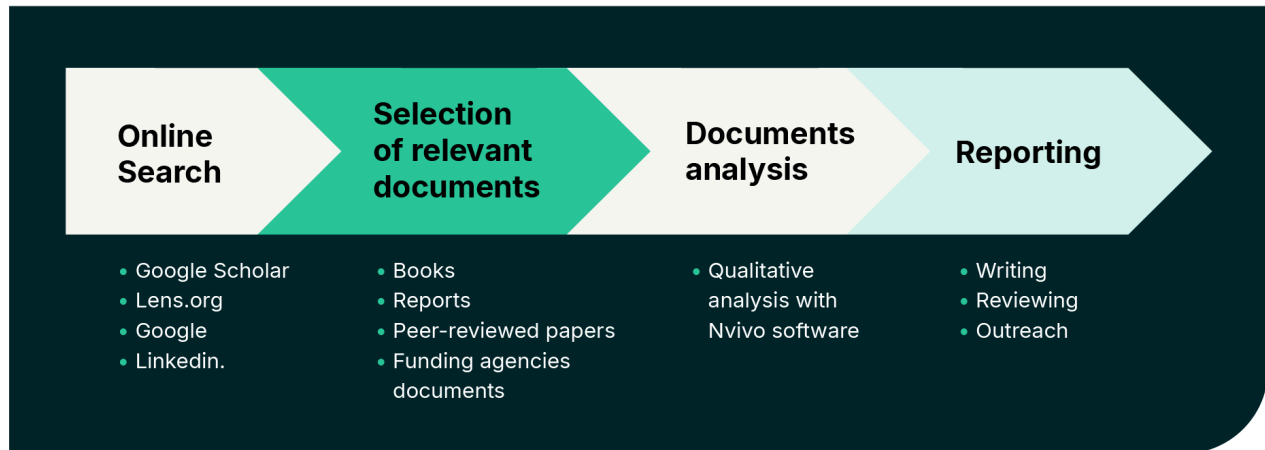 Online
Search
Selection
of relevant
documents
Documents
analysis
Reporting
• Google Scholar
• Lens.org
• Google
• Linkedin.
• Books
• Reports
• Peer-reviewed papers
• Funding agencies
documents
• Qualitative
analysis with
Nvivo software
• Writing
• Reviewing
• Outreach